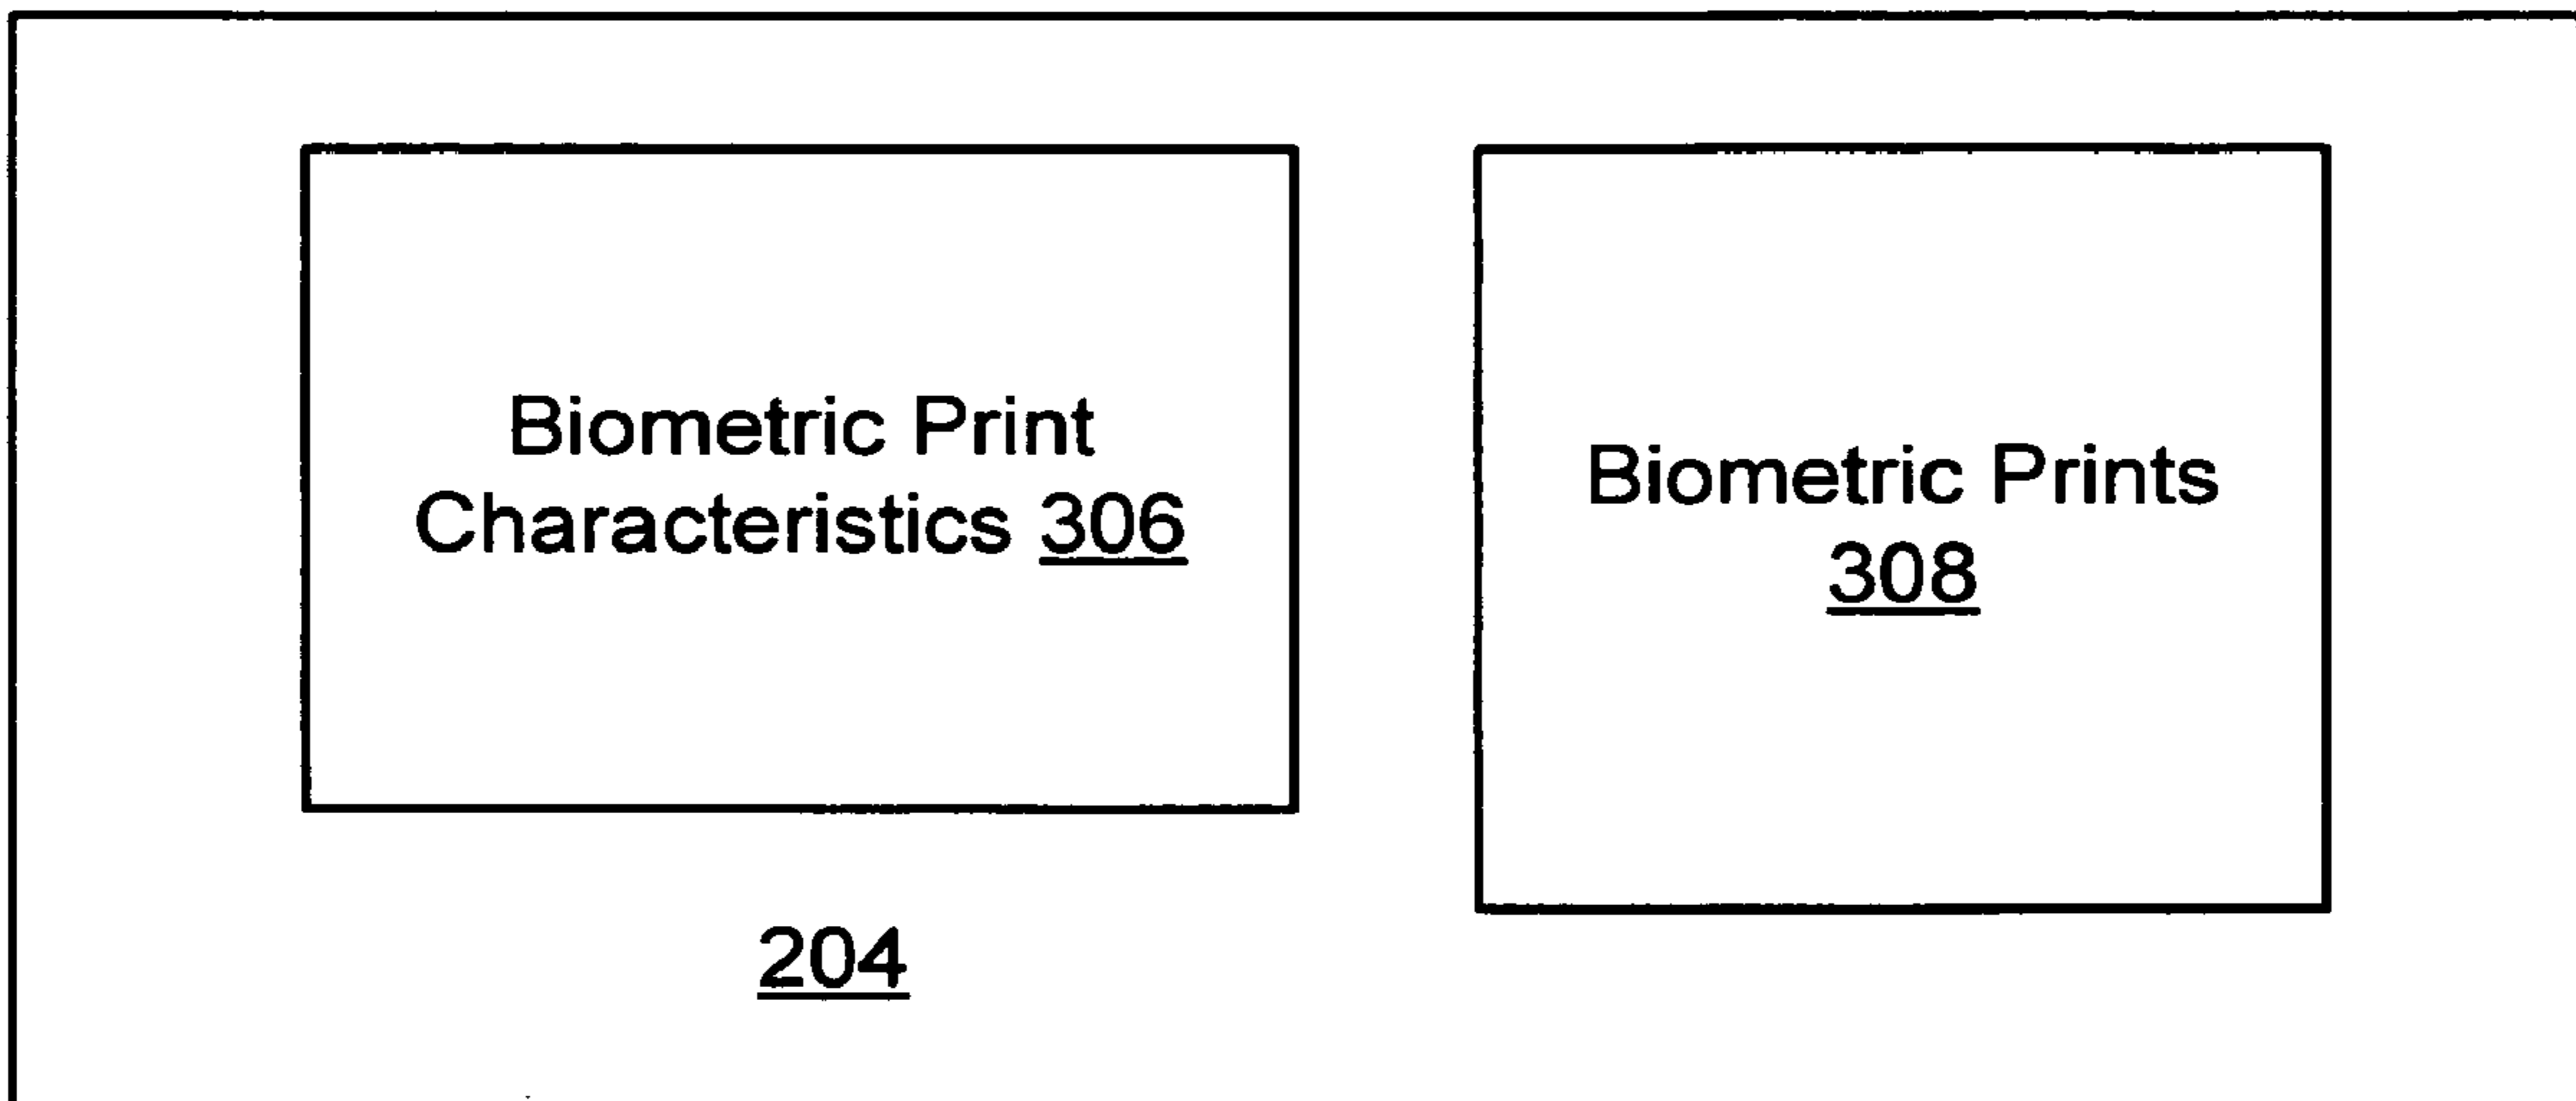 Biometric Print
Characteristics 306
Biometric Prints
308
204